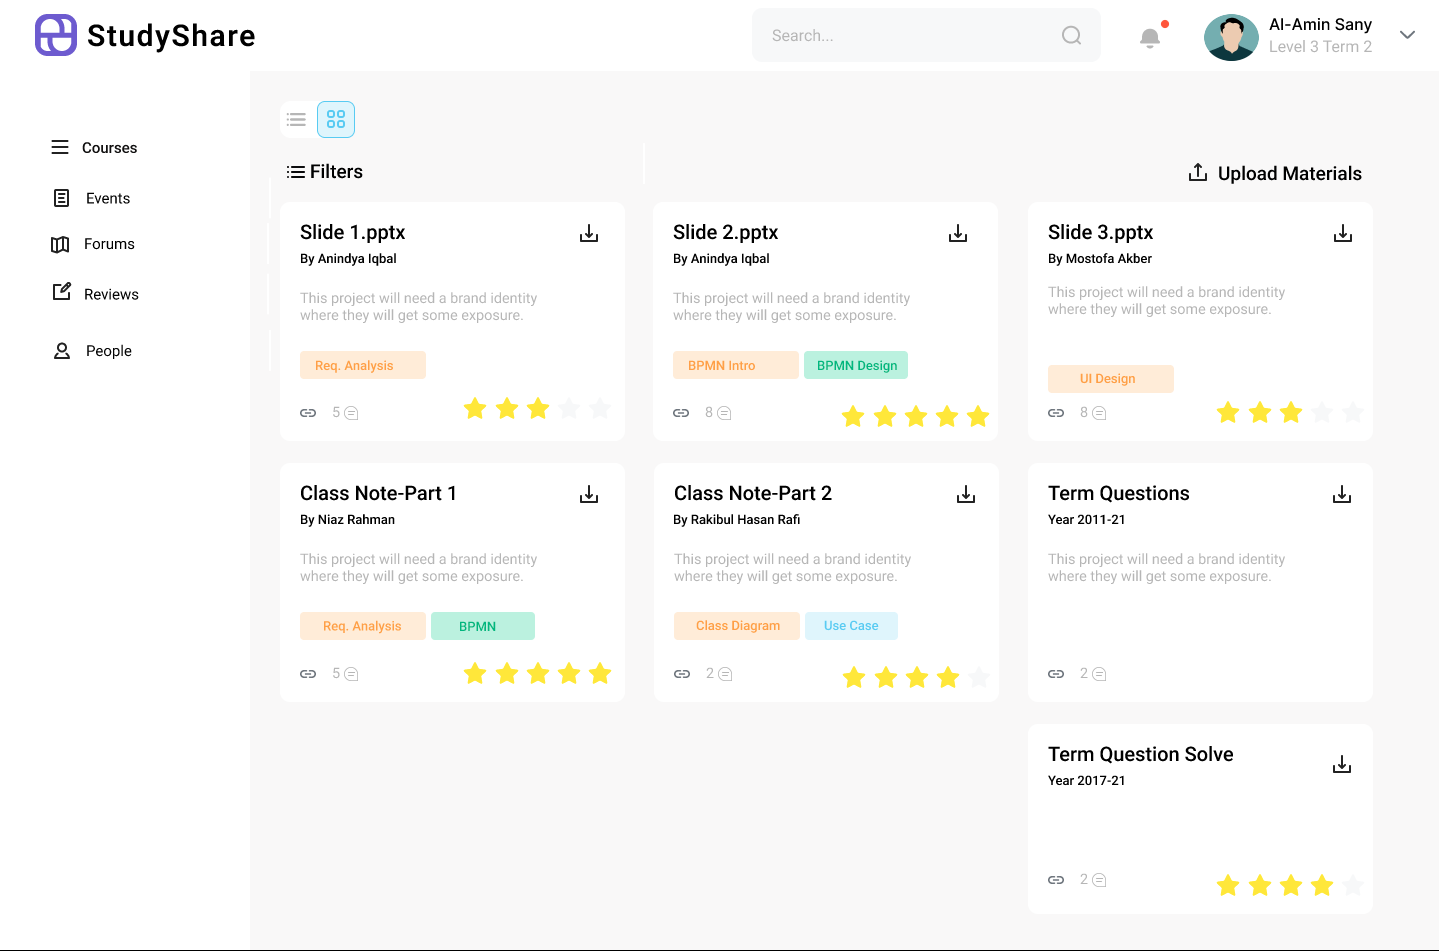 StudyShare
Search...
Al-Amin Sany
Level 3 Term 2
Courses
Events
Forums
Reviews
People
Filters
Upload Materials
Slide 1.pptx
By Anindya Iqbal
This project will need a brand identity
where they will get some exposure.
Req. Analysis
5
Slide 2.pptx
By Anindya Iqbal
This project will need a brand identity
where they will get some exposure.
BPMN Intro BPMN Design
8
Slide 3.pptx
By Mostofa Akber
This project will need a brand identity
where they will get some exposure.
UI Design
8
Class Note-Part 1
By Niaz Rahman
This project will need a brand identity
where they will get some exposure.
Req. Analysis BPMN
5
Class Note-Part 2
By Rakibul Hasan Rafi
This project will need a brand identity
where they will get some exposure.
Class Diagram Use Case
2
Term Questions
Year 2011-21
This project will need a brand identity
where they will get some exposure.
2
Term Question Solve
Year 2017-21
2